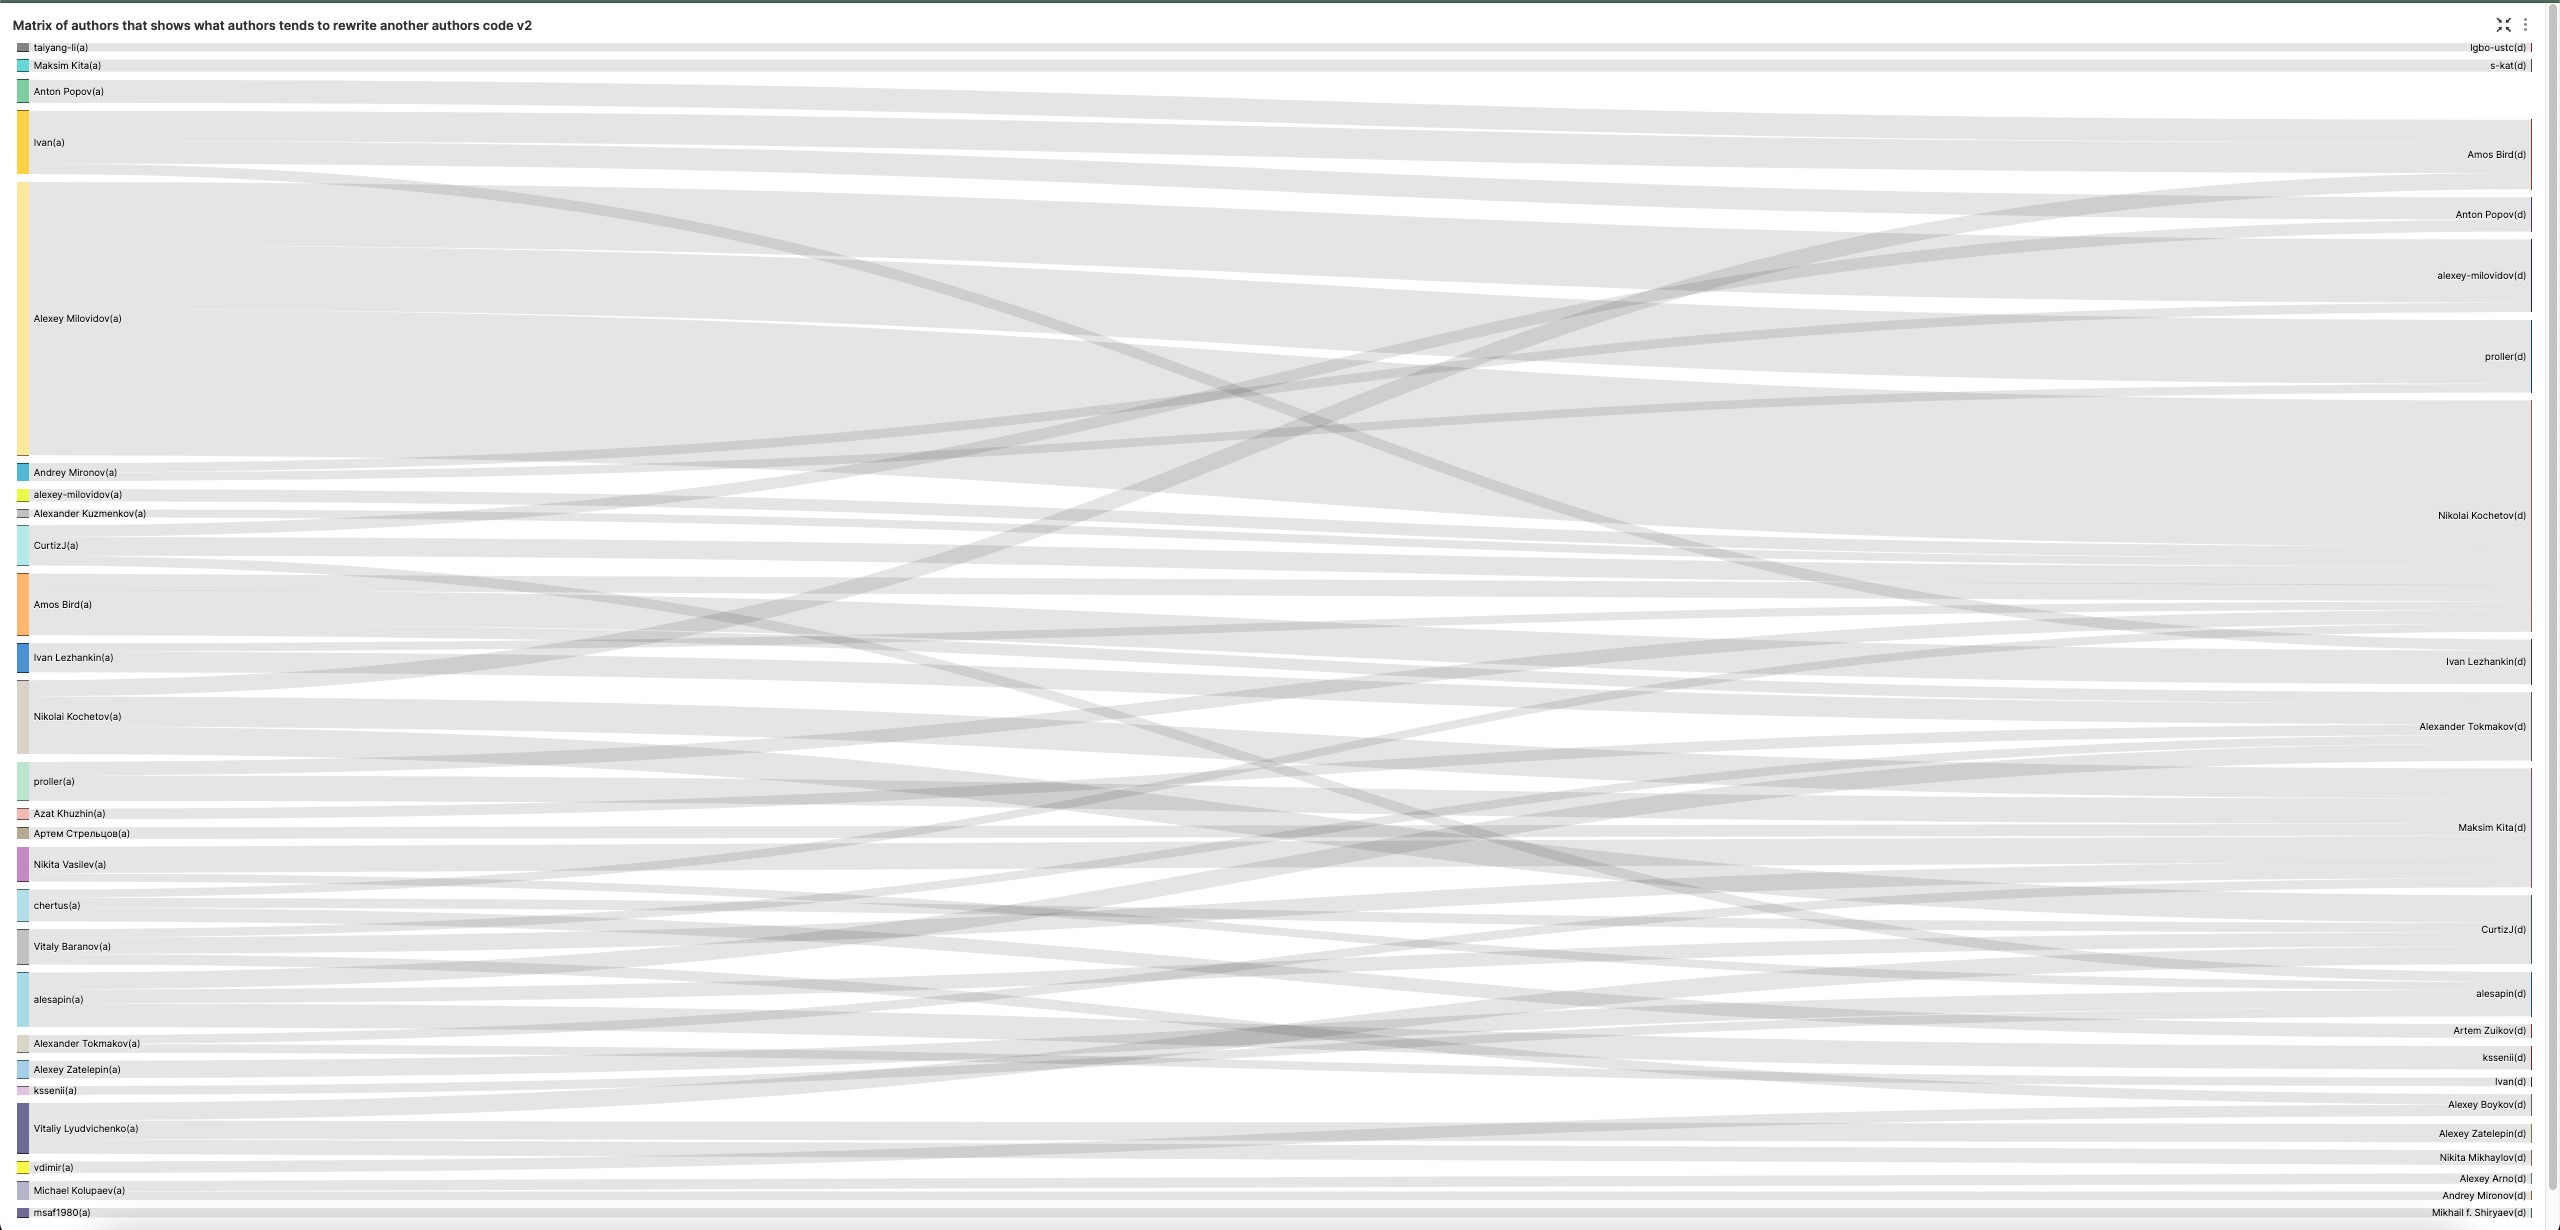 Matrix of authors that shows what authors tends to rewrite another authors code v2
taiyang-li(a)
Maksim Kita(a)
Anton Popov(a)
Ivan(a)
Alexey Milovidov(a)
Andrey Mironov(a)
alexey-milovidov(a)
Alexander Kuzmenkov(a)
CurtizJ(a)
Amos Bird(a)
Ivan Lezhankin(a)
Nikolai Kochetov(a)
proller(a)
Azat Khuzhin(a)
Артем Стрельцов(a)
Nikita Vasilev(a)
chertus(a)
Vitaly Baranov(a)
alesapin(a)
Alexander Tokmakov(a)
Alexey Zatelepin(a)
kssenii(a)
Vitaliy Lyudvichenko(a)
vdimir(a)
Michael Kolupaev(a)
msaf1980(a)
lgbo-ustc(d)
s-kat(d)
Amos Bird(d)
Anton Popov(d)
alexey-milovidov(d)
proller(d)
Nikolai Kochetov(d)
Ivan Lezhankin(d)
Alexander Tokmakov(d)
Maksim Kita(d)
CurtizJ(d)
alesapin(d)
Artem Zuikov(d)
kssenii(d)
Ivan(d)
Alexey Boykov(d)
Alexey Zatelepin(d)
Nikita Mikhaylov(d)
Alexey Arno(d)
Andrey Mironov(d)
Mikhail f. Shiryaev(d)